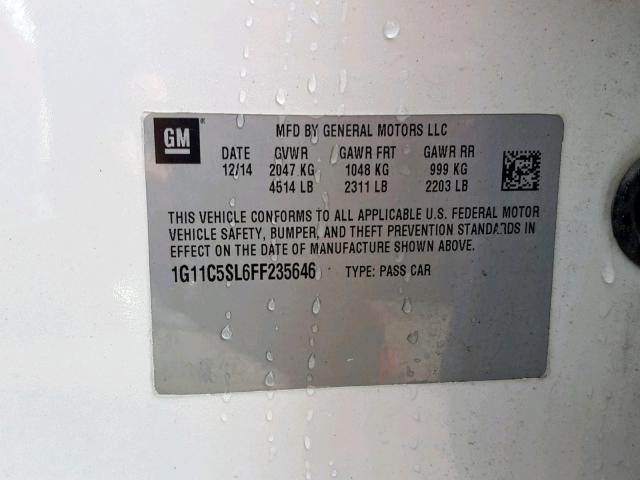 GM
MFD BY GENERAL MOTORS LLC
DATE GVWR GAWR FRT GAWR RR
12/14 2047 KG 1048 KG 999 KG
4514 LB 2311 LB 2203 LB
THIS VEHICLE CONFORMS TO ALL APPLICABLE U.S. FEDERAL MOTOR
VEHICLE SAFETY, BUMPER, AND THEFT PREVENTION STANDARDS IN
EFFECT ON THE DATE OF MANUFACTURE SHOWN ABOVE.
1G11C5SL6FF235646 TYPE: PASS CAR